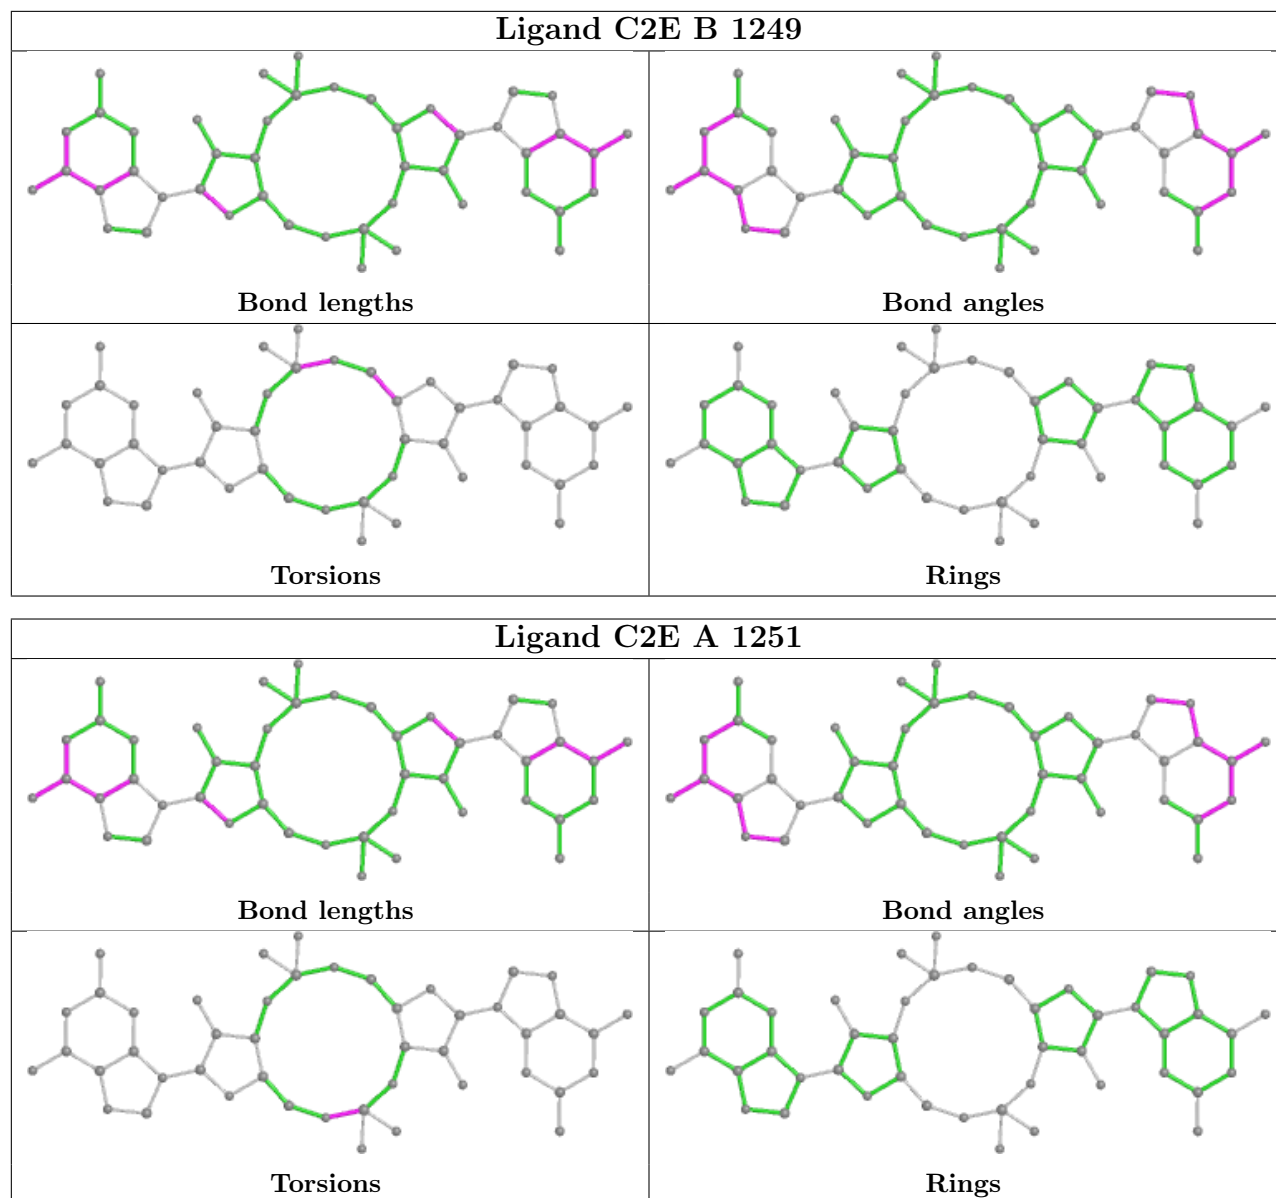 Ligand C2E B 1249
Bond lengths
Bond angles
Torsions
Rings
Ligand C2E A 1251
Bond lengths
Bond angles
Torsions
Rings